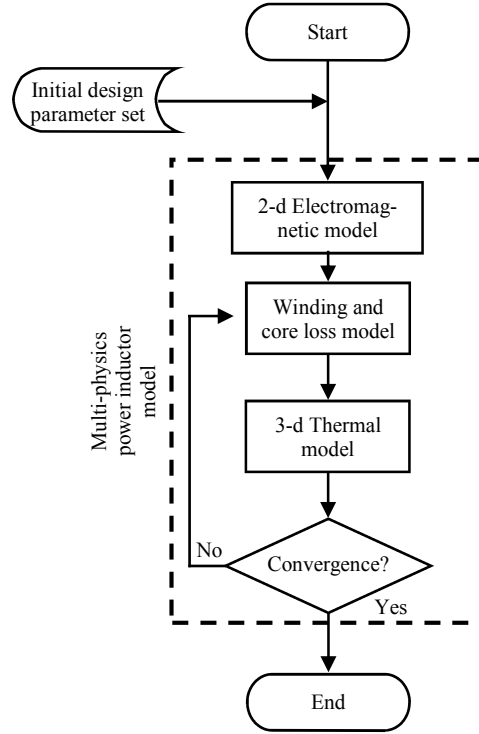 Start
Initial design
parameter set
2-d Electromag-
netic model
Winding and
core loss model
Multi-physics
power inductor
model
3-d Thermal
model
No
Convergence?
Yes
End